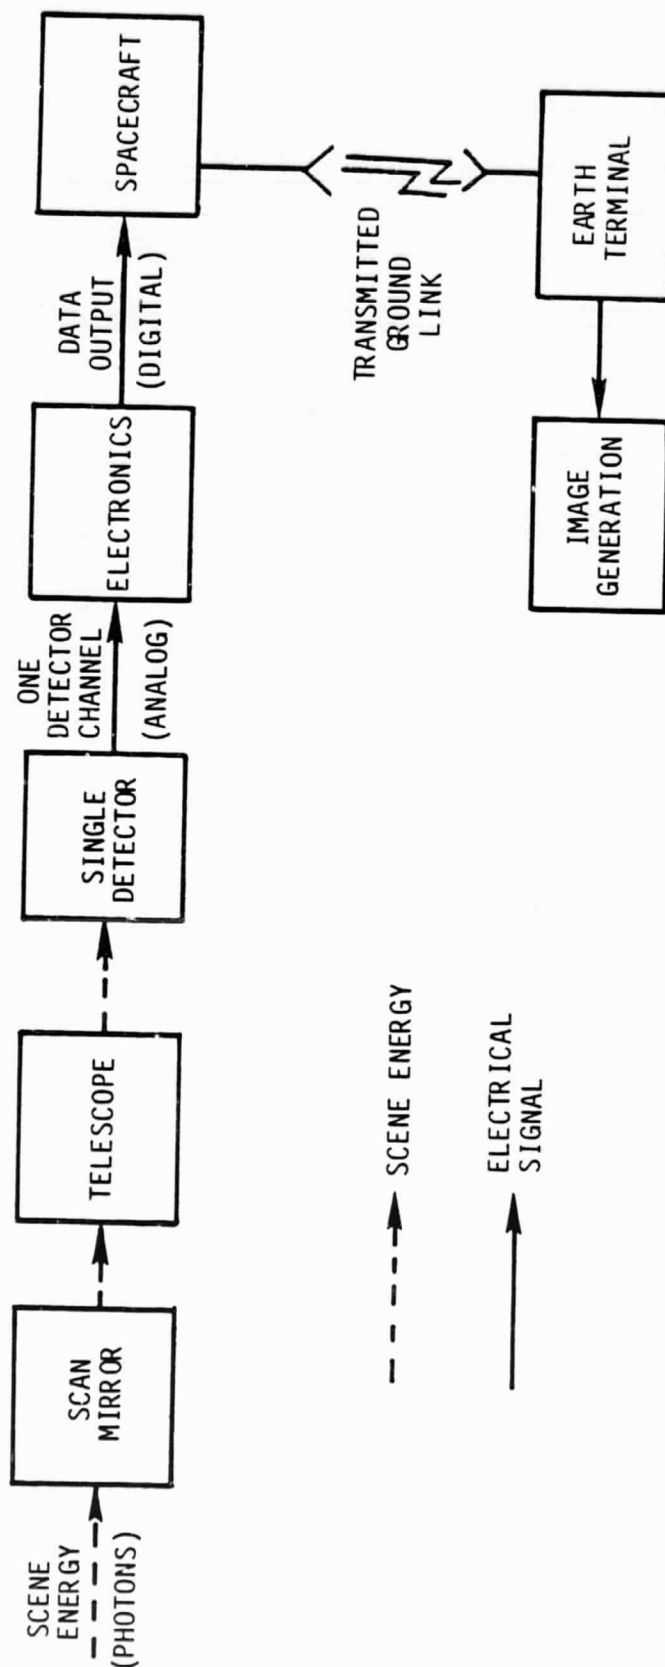 SCENE
ENERGY
(PHOTONS)
SCAN
MIRROR
TELESCOPE
SINGLE
DETECTOR
ONE
DETECTOR
CHANNEL
(ANALOG)
ELECTRONICS
DATA
OUTPUT
(DIGITAL)
SPACECRAFT
TRANSMITTED
GROUND
LINK
EARTH
TERMINAL
IMAGE
GENERATION
SCENE ENERGY
ELECTRICAL
SIGNAL